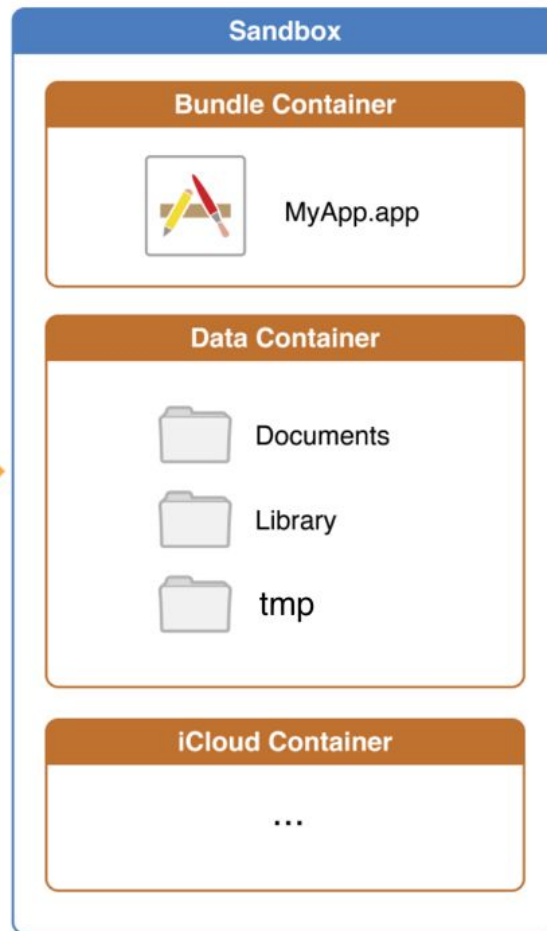 Sandbox
Bundle Container
MyApp.app
Data Container
Documents
Library
tmp
iCloud Container
...